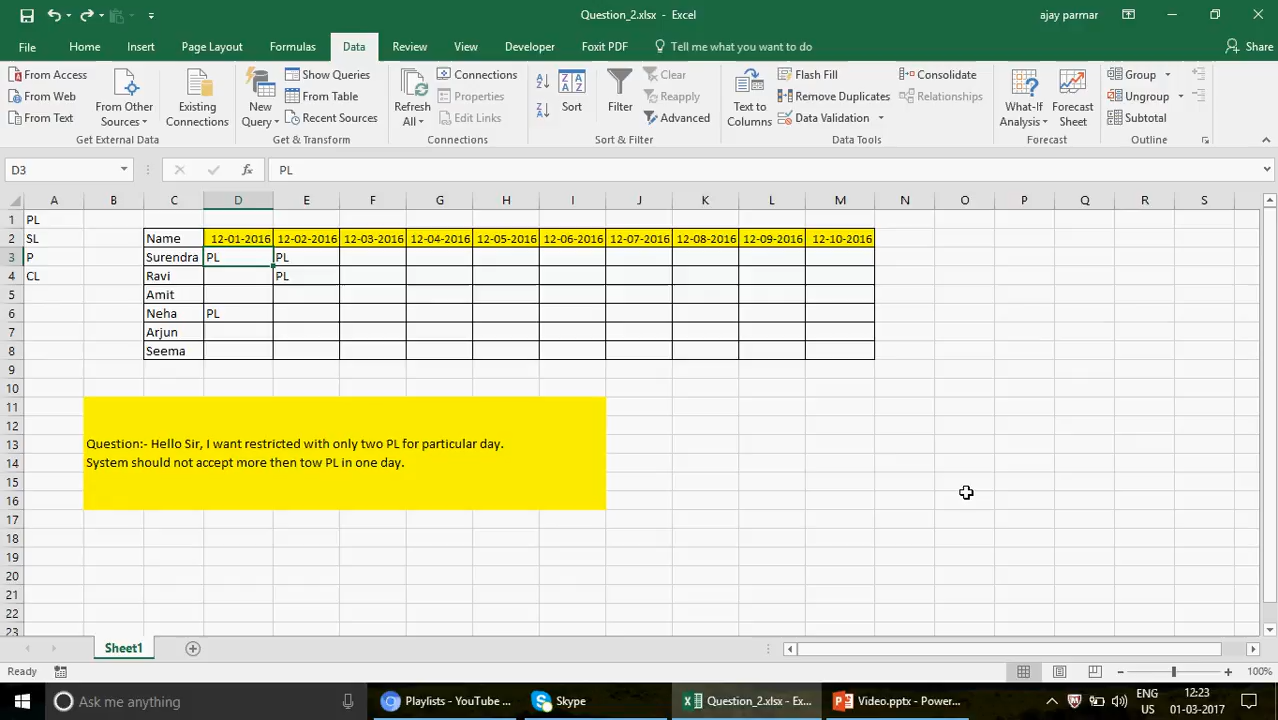 Question_2.xlsx - Excel
ajay parmar
File Home Insert Page Layout Formulas Data Review View Developer Foxit PDF Tell me what you want to do Share
From Access
From Web
From Text
From Other Sources
Existing Connections
Get External Data
New Query
Show Queries
From Table
Recent Sources
Get & Transform
Refresh All
Connections
Properties
Edit Links
Connections
Sort
Filter
Clear
Reapply
Advanced
Sort & Filter
Text to Columns
Flash Fill
Remove Duplicates
Data Validation
Consolidate
Relationships
Data Tools
What-If Analysis
Forecast Sheet
Forecast
Group
Ungroup
Subtotal
Outline
D3 fx PL
A B C D E F G H I J K L M N O P Q R S
1 PL
2 SL Name 12-01-2016 12-02-2016 12-03-2016 12-04-2016 12-05-2016 12-06-2016 12-07-2016 12-08-2016 12-09-2016 12-10-2016
3 P Surendra PL PL
4 CL Ravi PL
5 Amit
6 Neha PL
7 Arjun
8 Seema
9
10
11
12
13 Question:- Hello Sir, I want restricted with only two PL for particular day.
14 System should not accept more then tow PL in one day.
15
16
17
18
19
20
21
22
23
Sheet1
Ready 100%
Ask me anything
Playlists - YouTube ...
Skype
Question_2.xlsx - Ex...
Video.pptx - Power...
ENG
US
12:23
01-03-2017